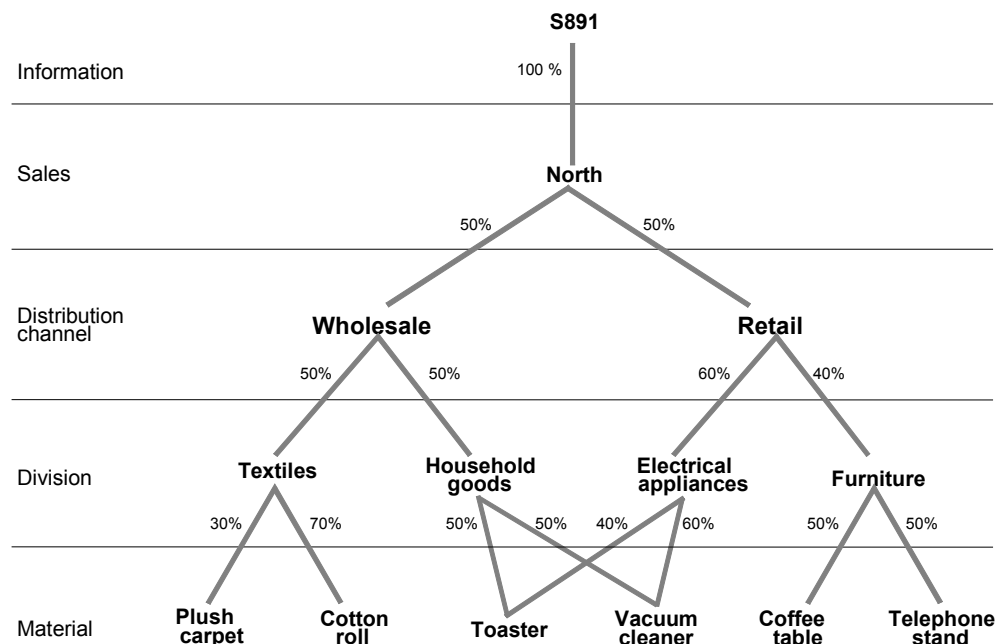 S891
Information
100 %
Sales
North
50%
50%
Distribution
channel
Wholesale
Retail
50%
50%
60%
40%
Division
Textiles
Household
goods
Electrical
appliances
Furniture
30%
70%
50%
50%
40%
60%
50%
50%
Material
Plush
carpet
Cotton
roll
Toaster
Vacuum
cleaner
Coffee
table
Telephone
stand